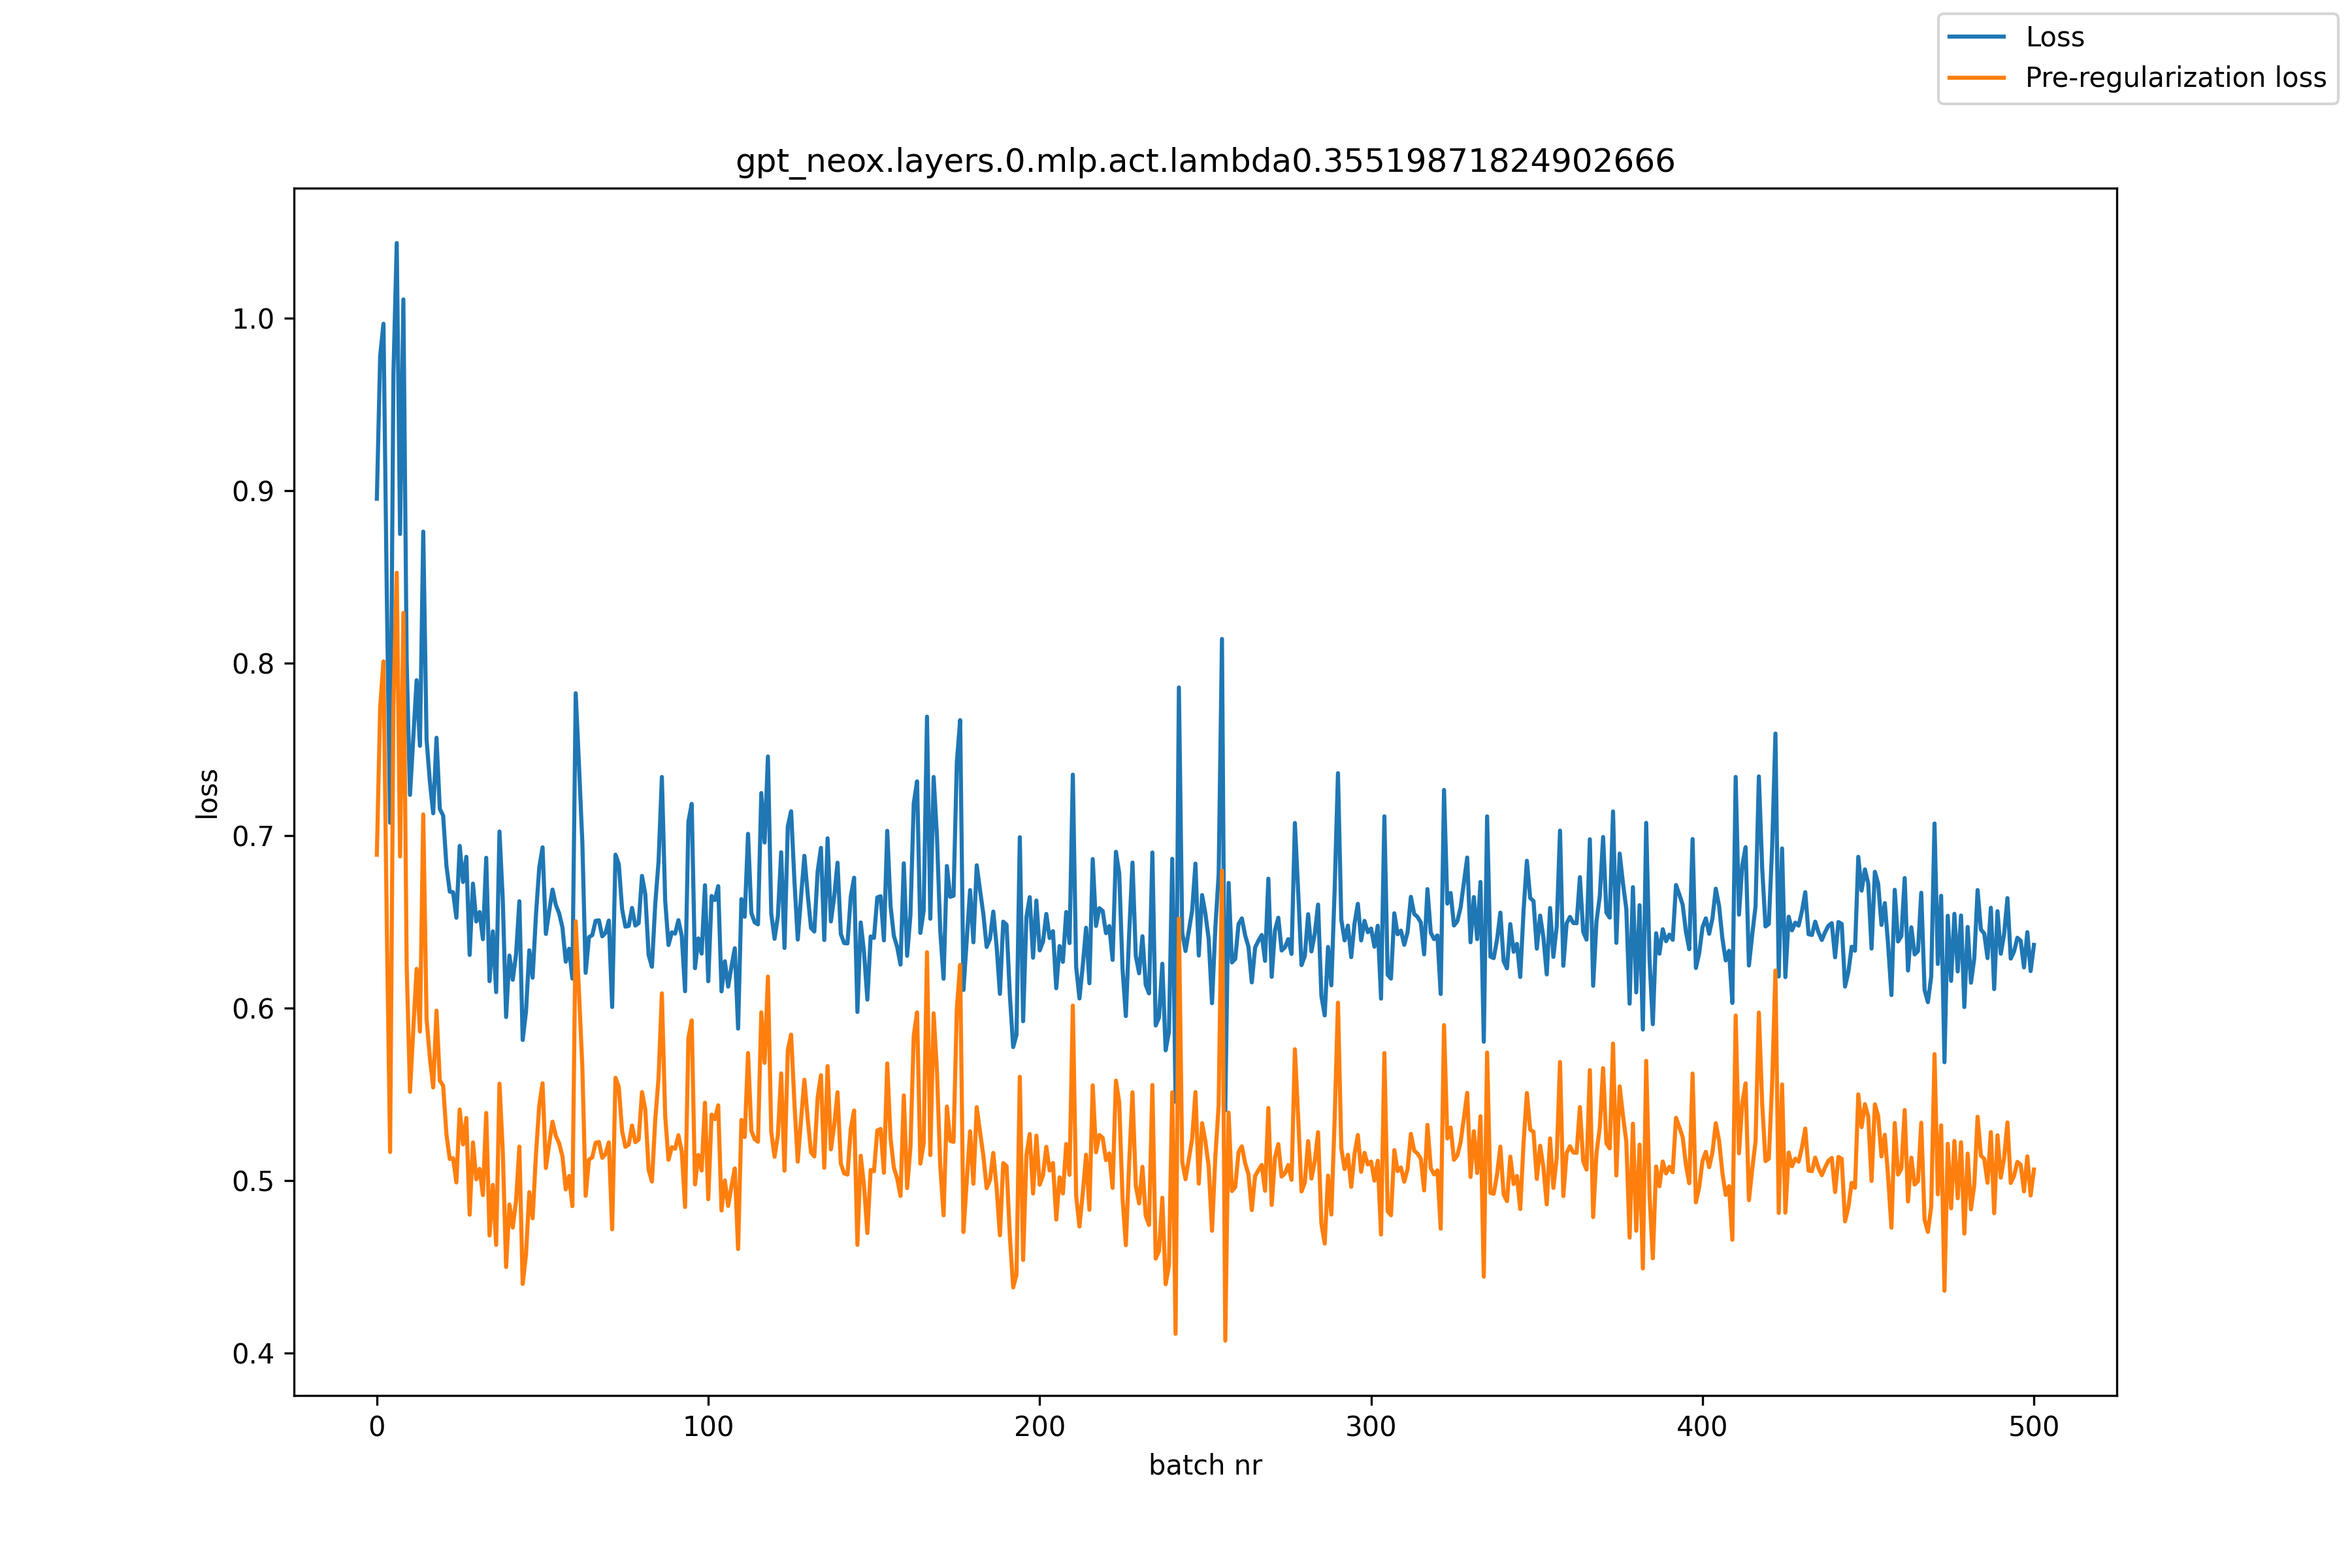 Loss
Pre-regularization loss
gpt_neox.layers.0.mlp.act.lambda0.35519871824902666
1.0
0.9
0.8
0.7
0.6
0.5
0.4
loss
0 100 200 300 400 500
batch nr